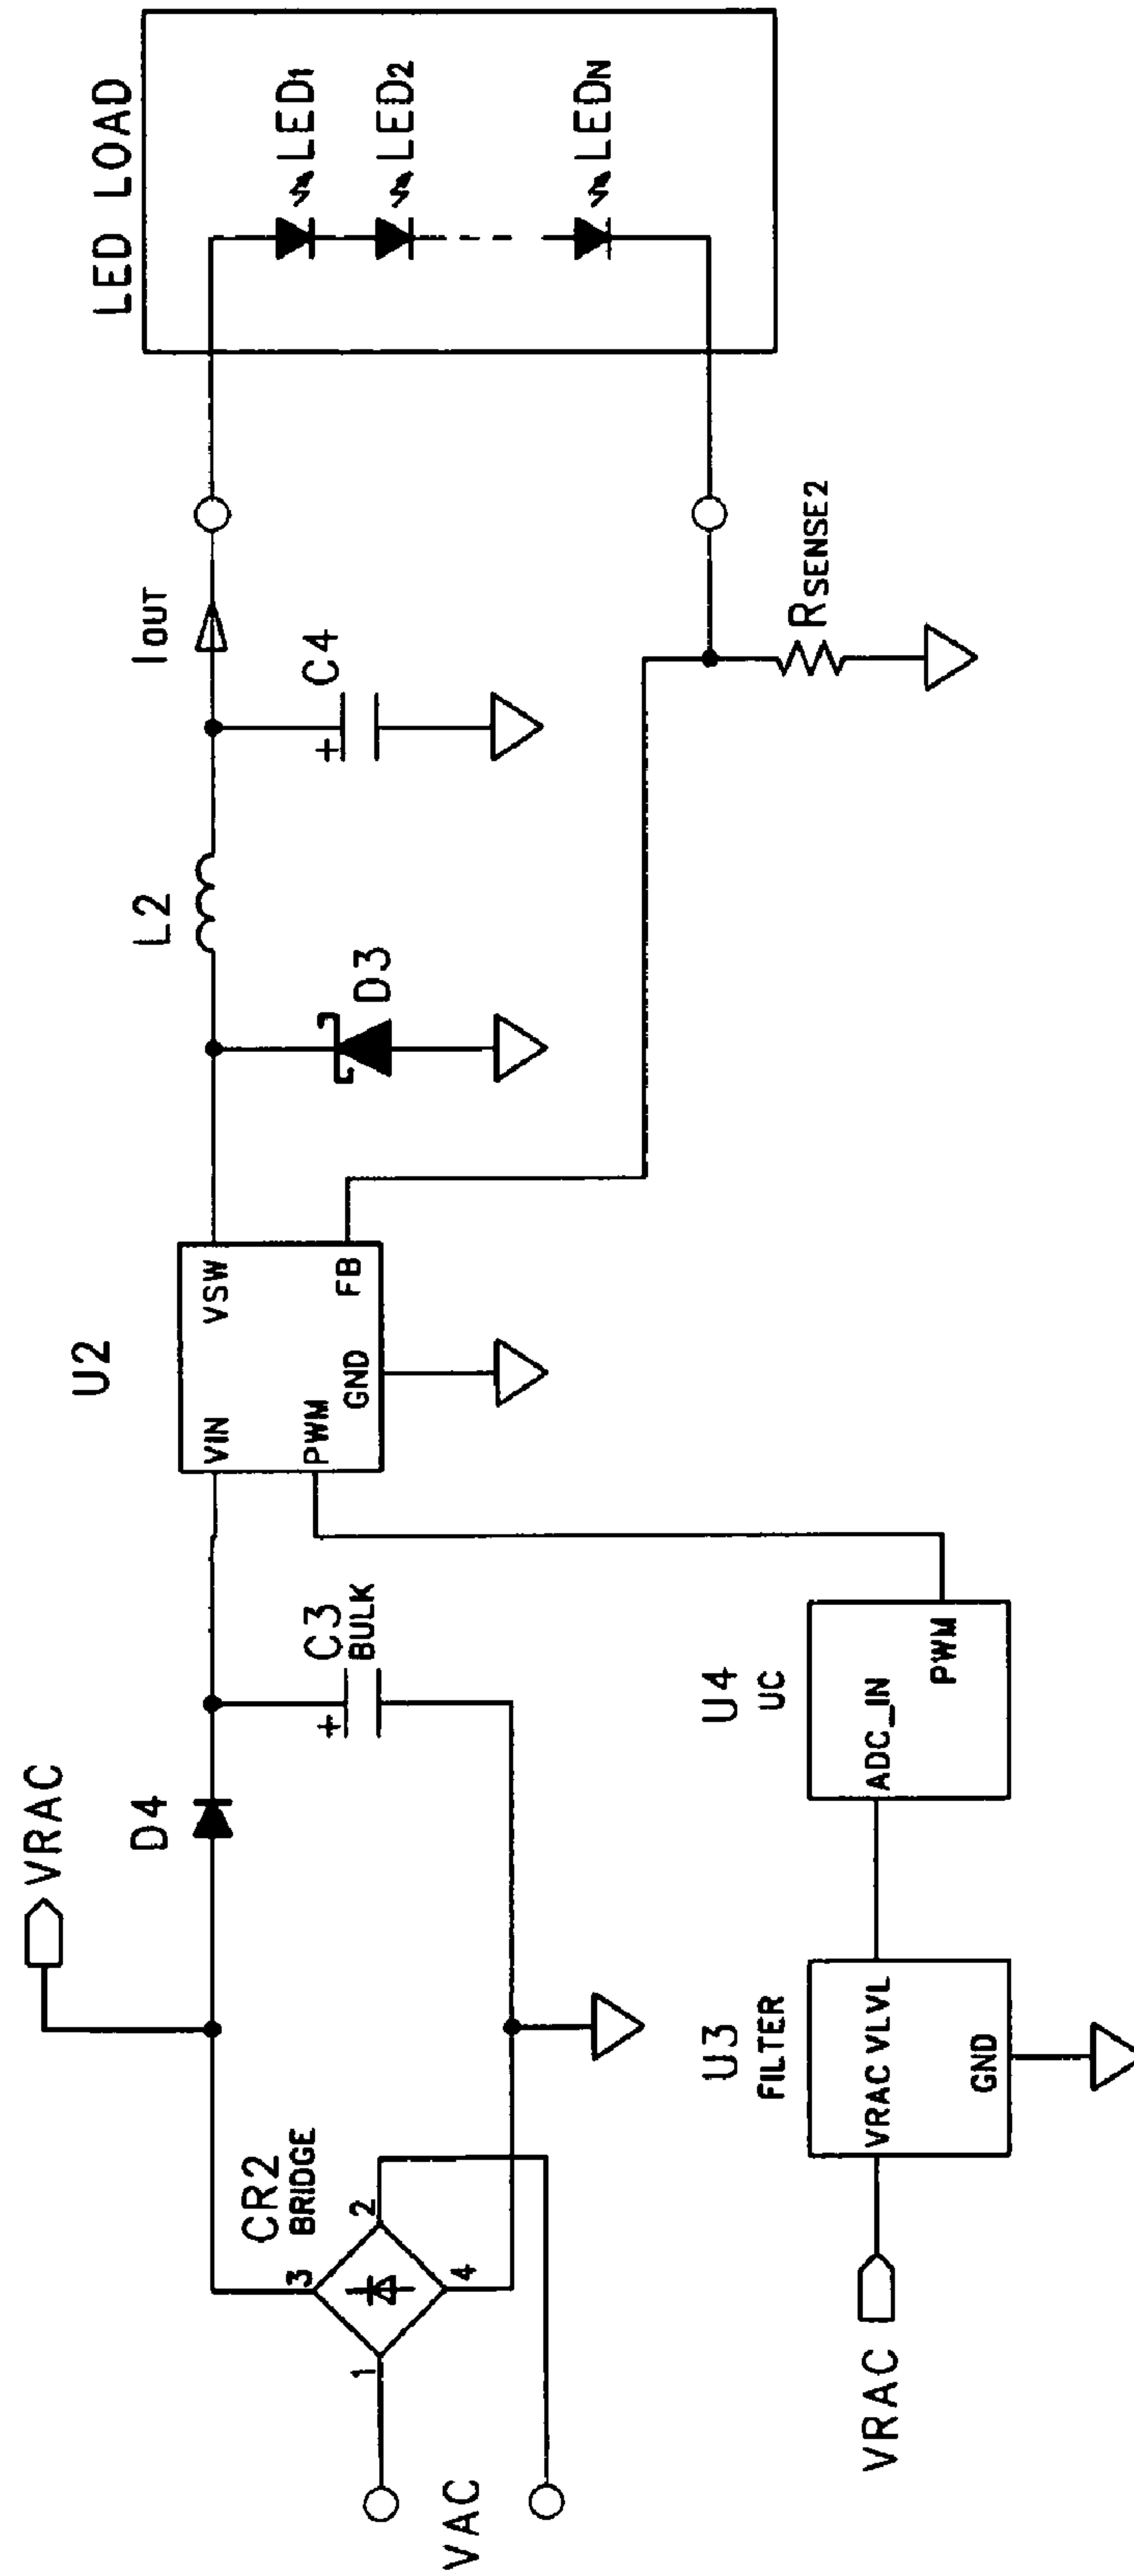 LED LOAD
LED1
LED2
LEDN
IOUT
C4
+
RSENSE2
L2
D3
U2
VIN
VSW
PWM
GND
FB
VRAC
D4
C3
BULK
+
CR2
BRIDGE
1
2
3
4
VAC
U4
UC
ADC_IN
PWM
U3
FILTER
VRAC VLVL
GND
VRAC